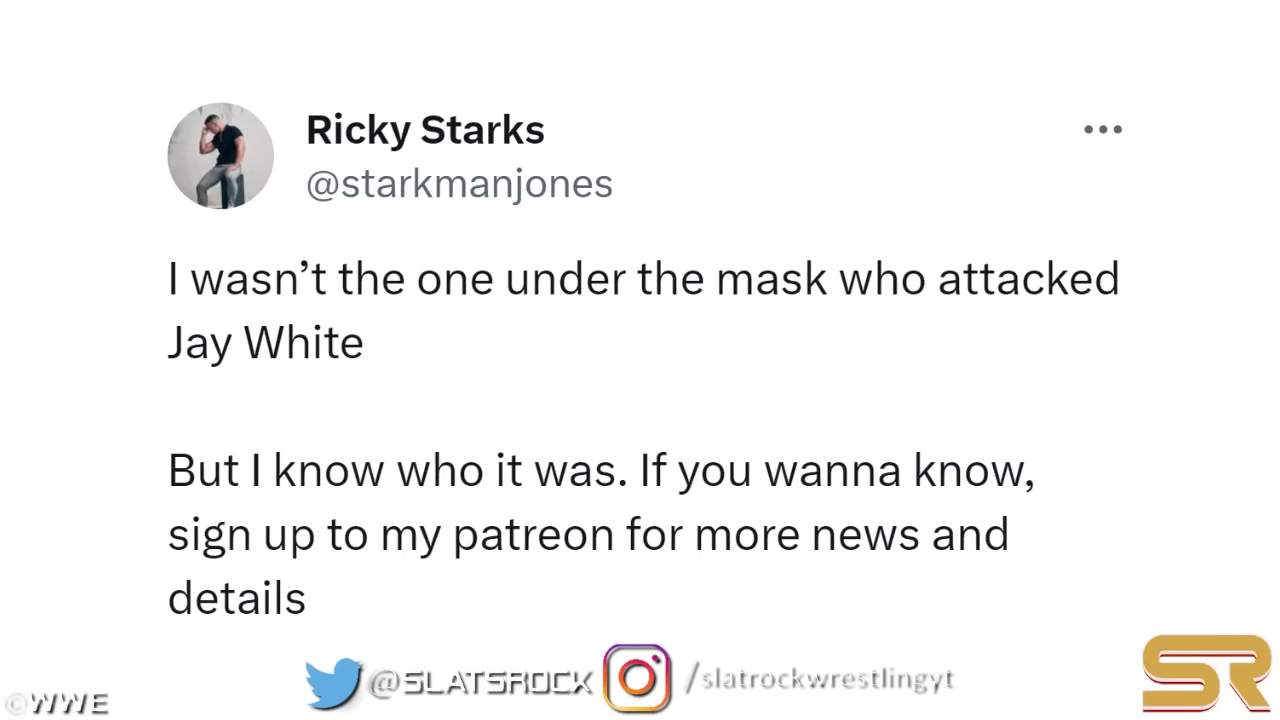 Ricky Starks
@starkmanjones
I wasn’t the one under the mask who attacked
Jay White
But I know who it was. If you wanna know,
sign up to my patreon for more news and
details
@SLATSROCK /slatrockwrestlingyt
SR
©WWE